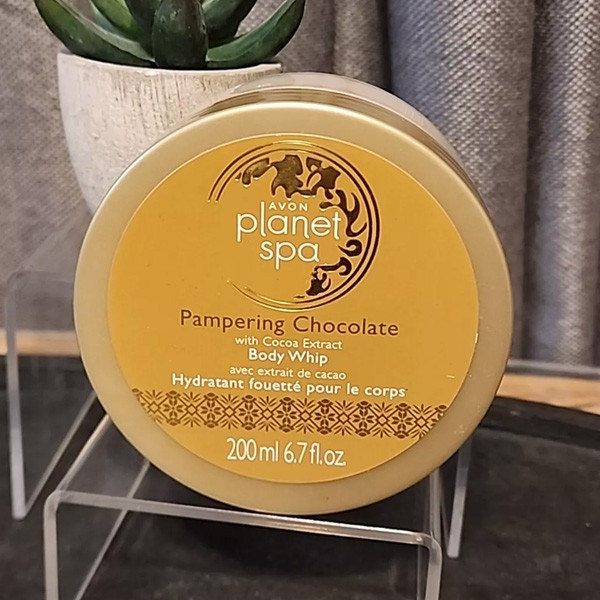 AVON
planet
spa
Pampering Chocolate
with Cocoa Extract
Body Whip
avec extrait de cacao
Hydratant fouetté pour le corps
200 ml 6.7 fl.oz.